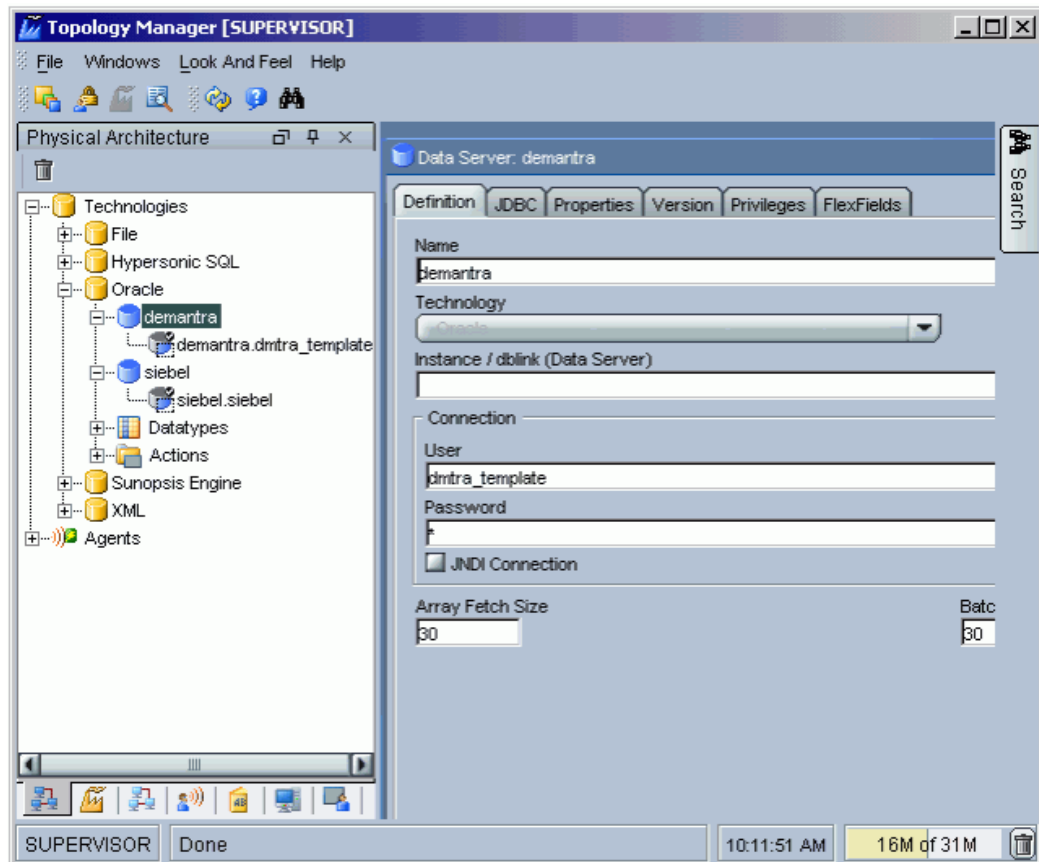 Topology Manager [SUPERVISOR]
File Windows Look And Feel Help
Physical Architecture
Technologies
File
Hypersonic SQL
Oracle
demantra
demantra.dmtra_template
siebel
siebel.siebel
Datatypes
Actions
Sunopsis Engine
XML
Agents
Data Server: demantra
Definition JDBC Properties Version Privileges FlexFields
Name
demantra
Technology
Oracle
Instance / dblink (Data Server)
Connection
User
dmtra_template
Password
*
JNDI Connection
Array Fetch Size
30
Batc
30
Search
SUPERVISOR Done 10:11:51 AM 16M of 31M